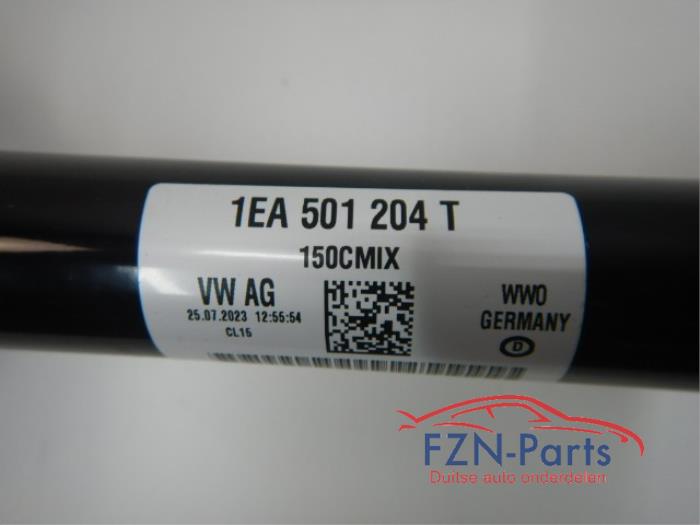 1EA 501 204 T
150CMIX
VW AG
25.07.2023 12:55:54
CL15
WWO
GERMANY
D
FZN-Parts
Duitse auto onderdelen